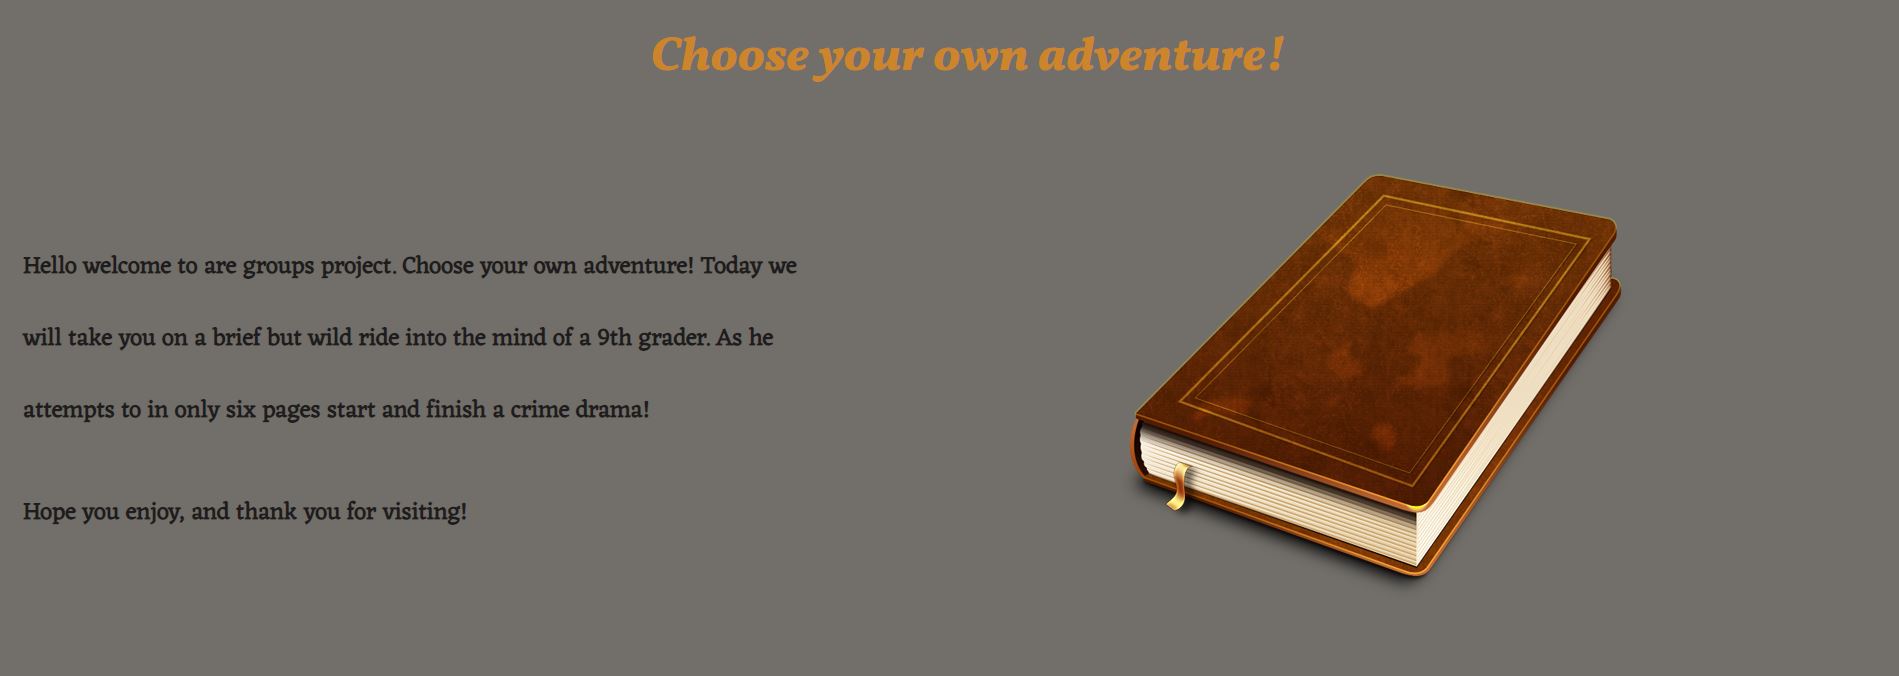 Choose your own adventure!
Hello welcome to are groups project. Choose your own adventure! Today we
will take you on a brief but wild ride into the mind of a 9th grader. As he
attempts to in only six pages start and finish a crime drama!
Hope you enjoy, and thank you for visiting!